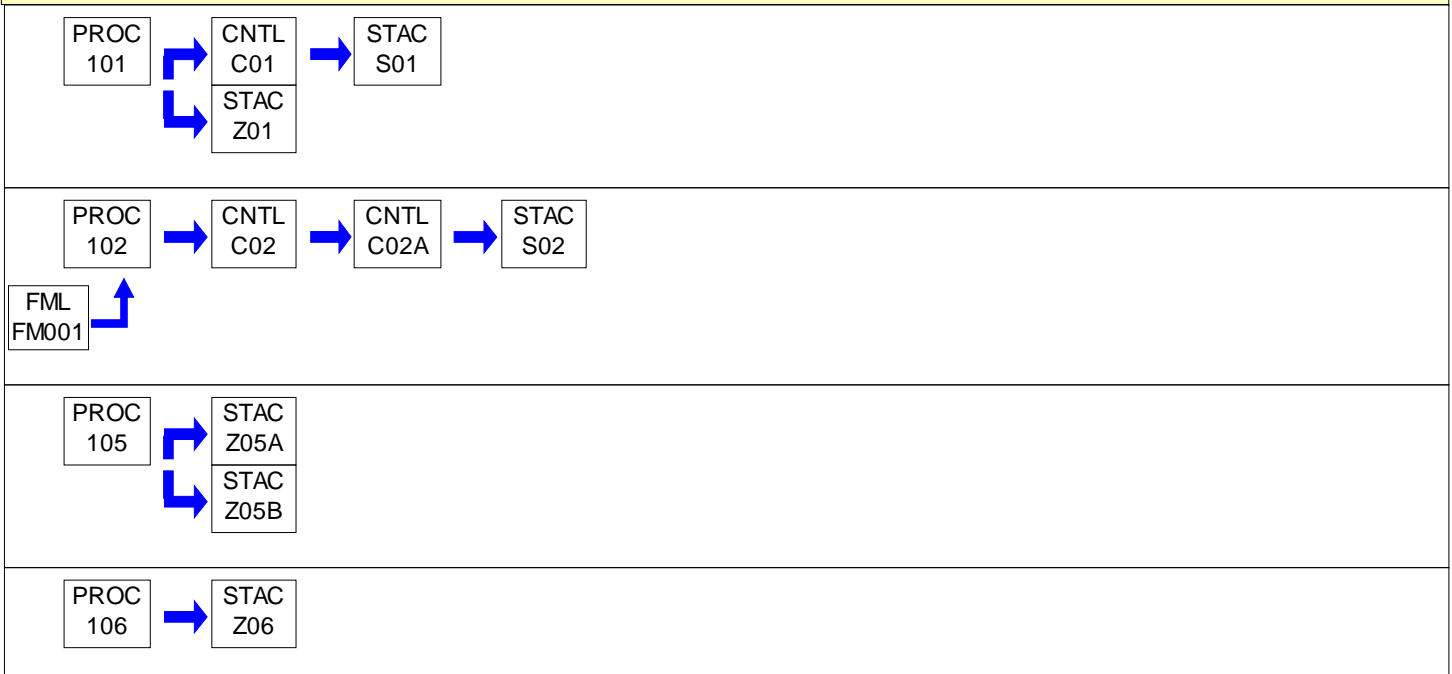 PROC
101
CNTL
C01
STAC
S01
STAC
Z01
PROC
102
CNTL
C02
CNTL
C02A
STAC
S02
FML
FM001
PROC
105
STAC
Z05A
STAC
Z05B
PROC
106
STAC
Z06